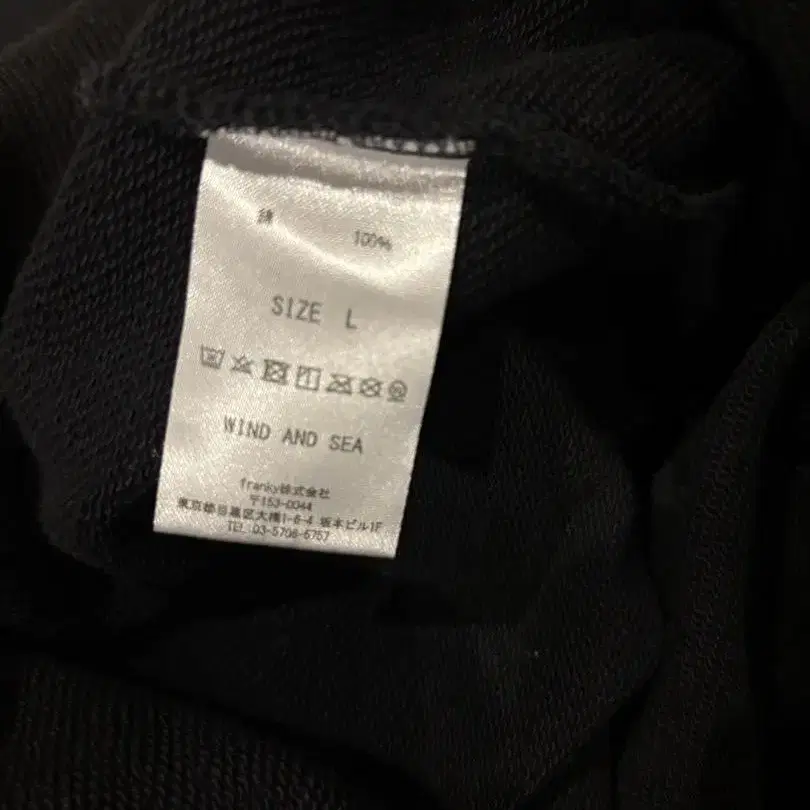 綿 100%
SIZE L
WIND AND SEA
franky株式会社
〒153-0044
東京都目黒区大橋1-6-4 坂本ビル1F
TEL 03-5708-5757